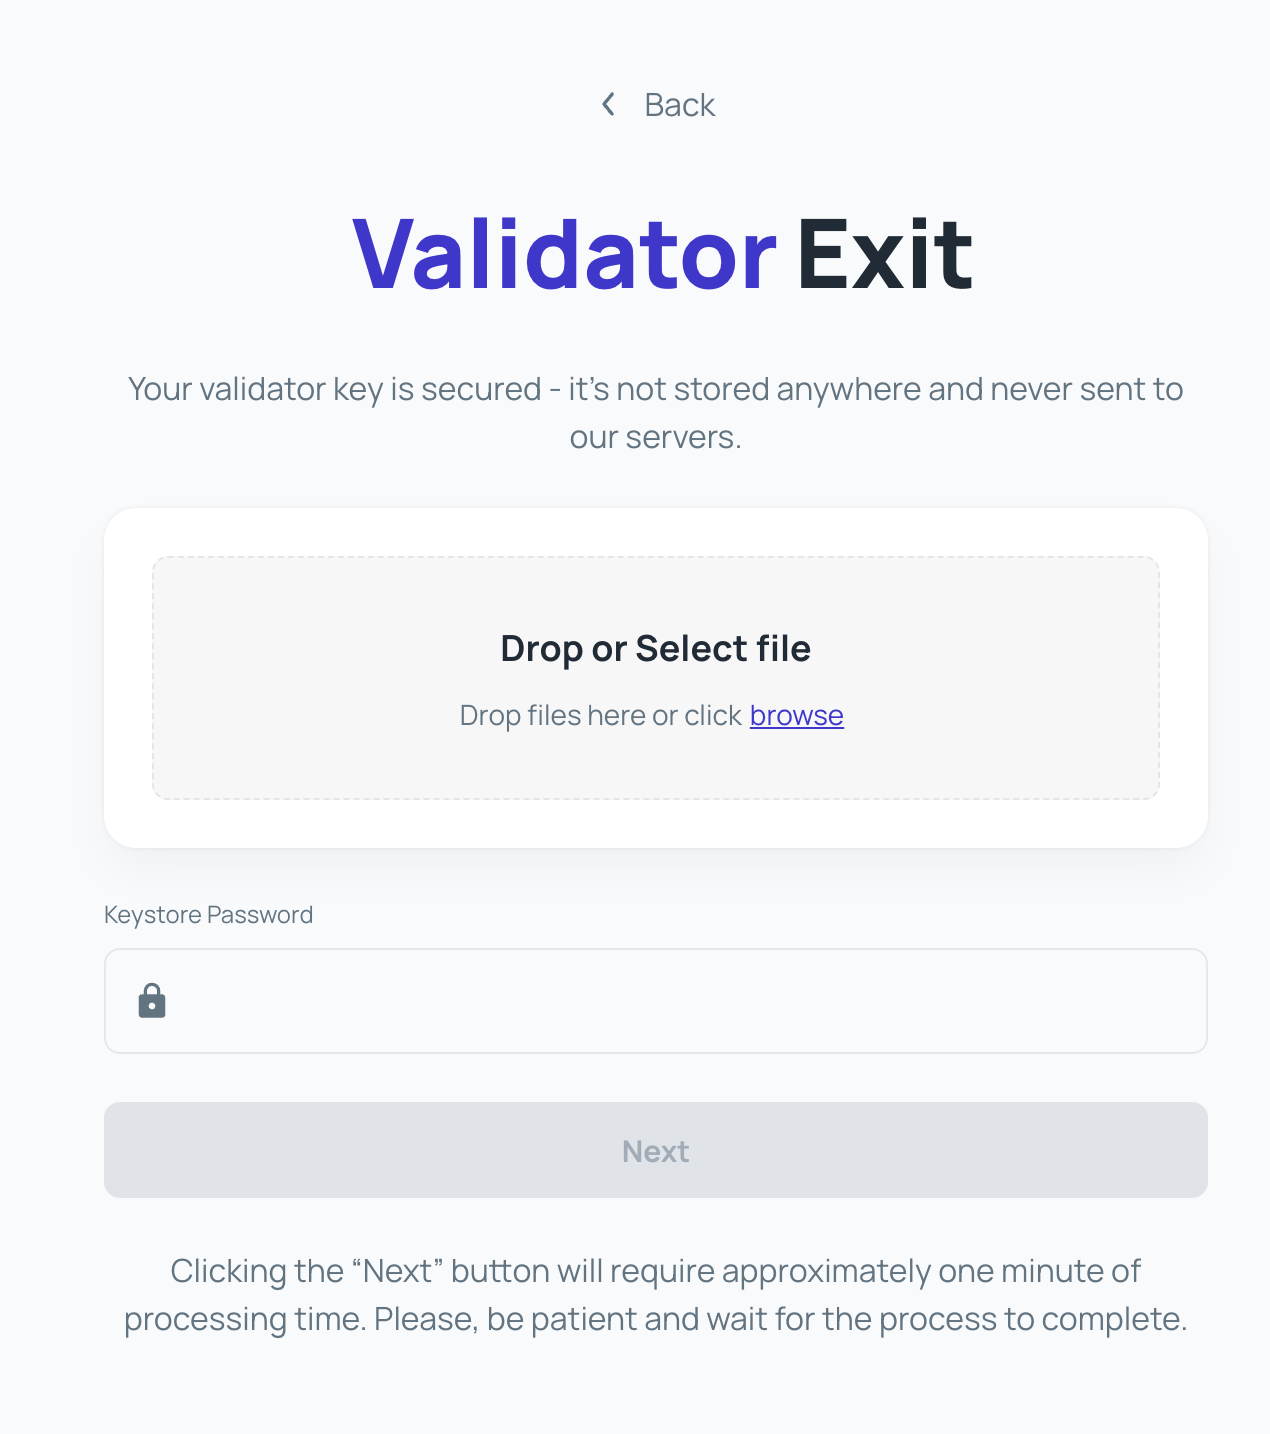 Back
Validator Exit
Your validator key is secured - it’s not stored anywhere and never sent to
our servers.
Drop or Select file
Drop files here or click browse
Keystore Password
Next
Clicking the “Next” button will require approximately one minute of
processing time. Please, be patient and wait for the process to complete.